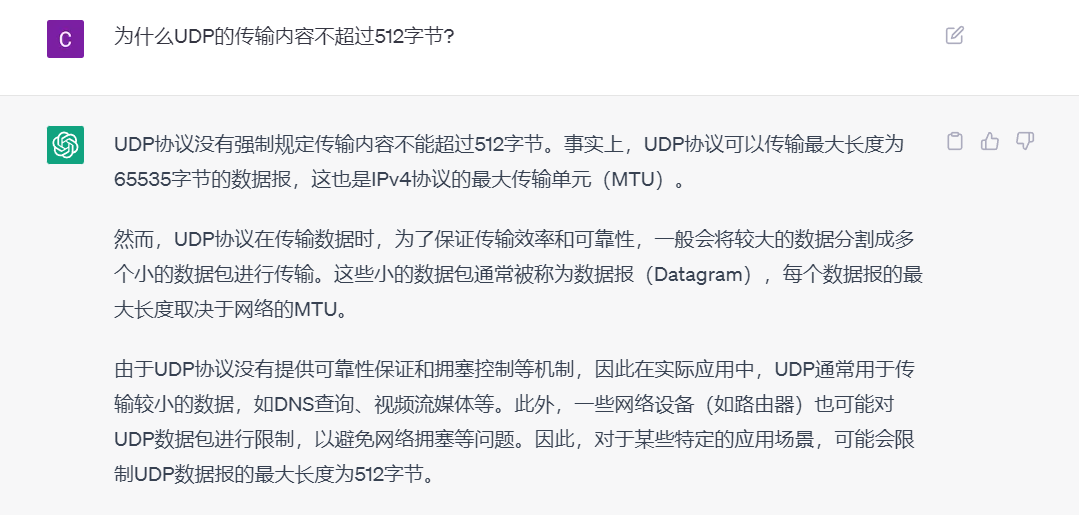 C
为什么UDP的传输内容不超过512字节?
UDP协议没有强制规定传输内容不能超过512字节。事实上，UDP协议可以传输最大长度为
65535字节的数据报，这也是IPv4协议的最大传输单元（MTU）。
然而，UDP协议在传输数据时，为了保证传输效率和可靠性，一般会将较大的数据分割成多
个小的数据包进行传输。这些小的数据包通常被称为数据报（Datagram），每个数据报的最
大长度取决于网络的MTU。
由于UDP协议没有提供可靠性保证和拥塞控制等机制，因此在实际应用中，UDP通常用于传
输较小的数据，如DNS查询、视频流媒体等。此外，一些网络设备（如路由器）也可能对
UDP数据包进行限制，以避免网络拥塞等问题。因此，对于某些特定的应用场景，可能会限
制UDP数据报的最大长度为512字节。